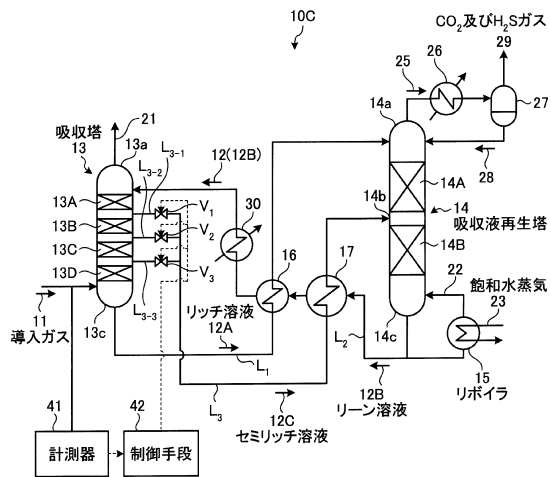 10C
CO2及びH2Sガス
29
26
25
14a
27
21
吸収塔
13
13a
L3-1
L3-2
12(12B)
28
13A
13B
13C
13D
V1
V2
V3
30
14A
14b
14
吸収液再生塔
14B
16
17
22
飽和水蒸気
23
11
導入ガス
13c
L3-3
リッチ溶液
12A
L1
L2
14c
12B
リーン溶液
15
リボイラ
L3
12C
セミリッチ溶液
41
計測器
42
制御手段